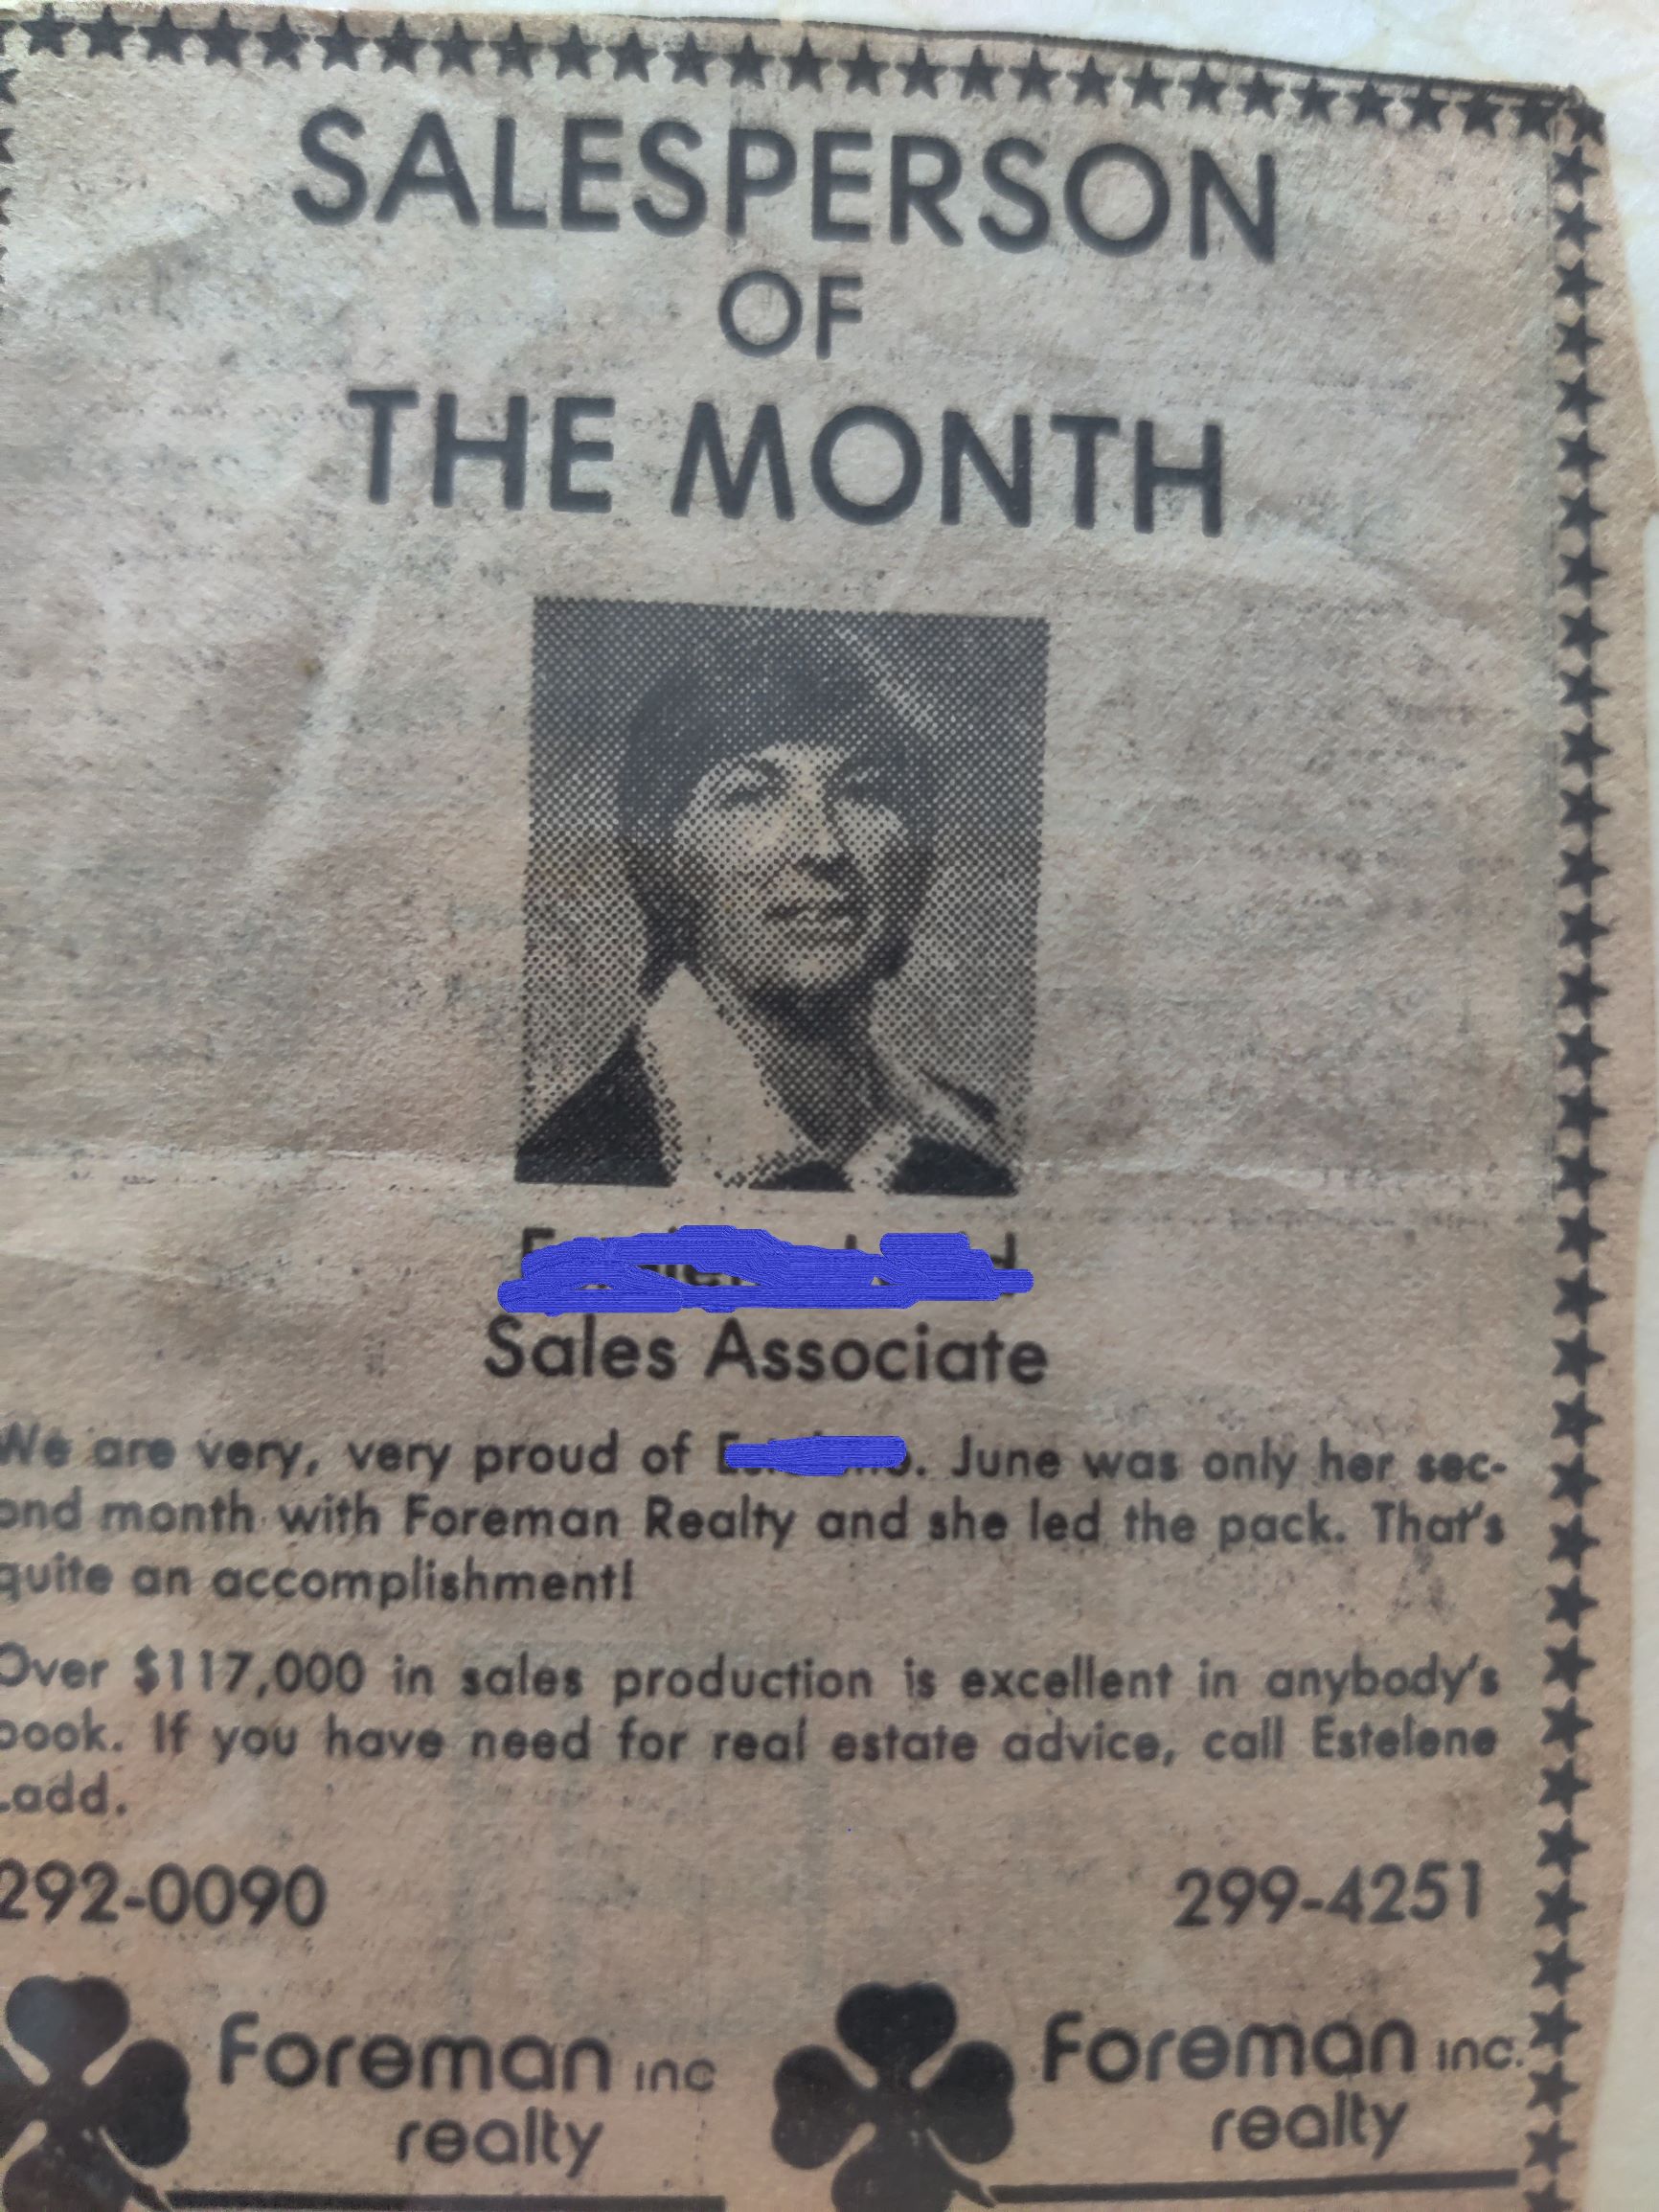 SALESPERSON
OF
THE MONTH
Sales Associate
We are very, very proud of . June was only her sec-
ond month with Foreman Realty and she led the pack. That's
quite an accomplishment!
Over $117,000 in sales production is excellent in anybody's
book. If you have need for real estate advice, call Estelene
Ladd.
292-0090
299-4251
Foreman inc
realty
Foreman inc.
realty